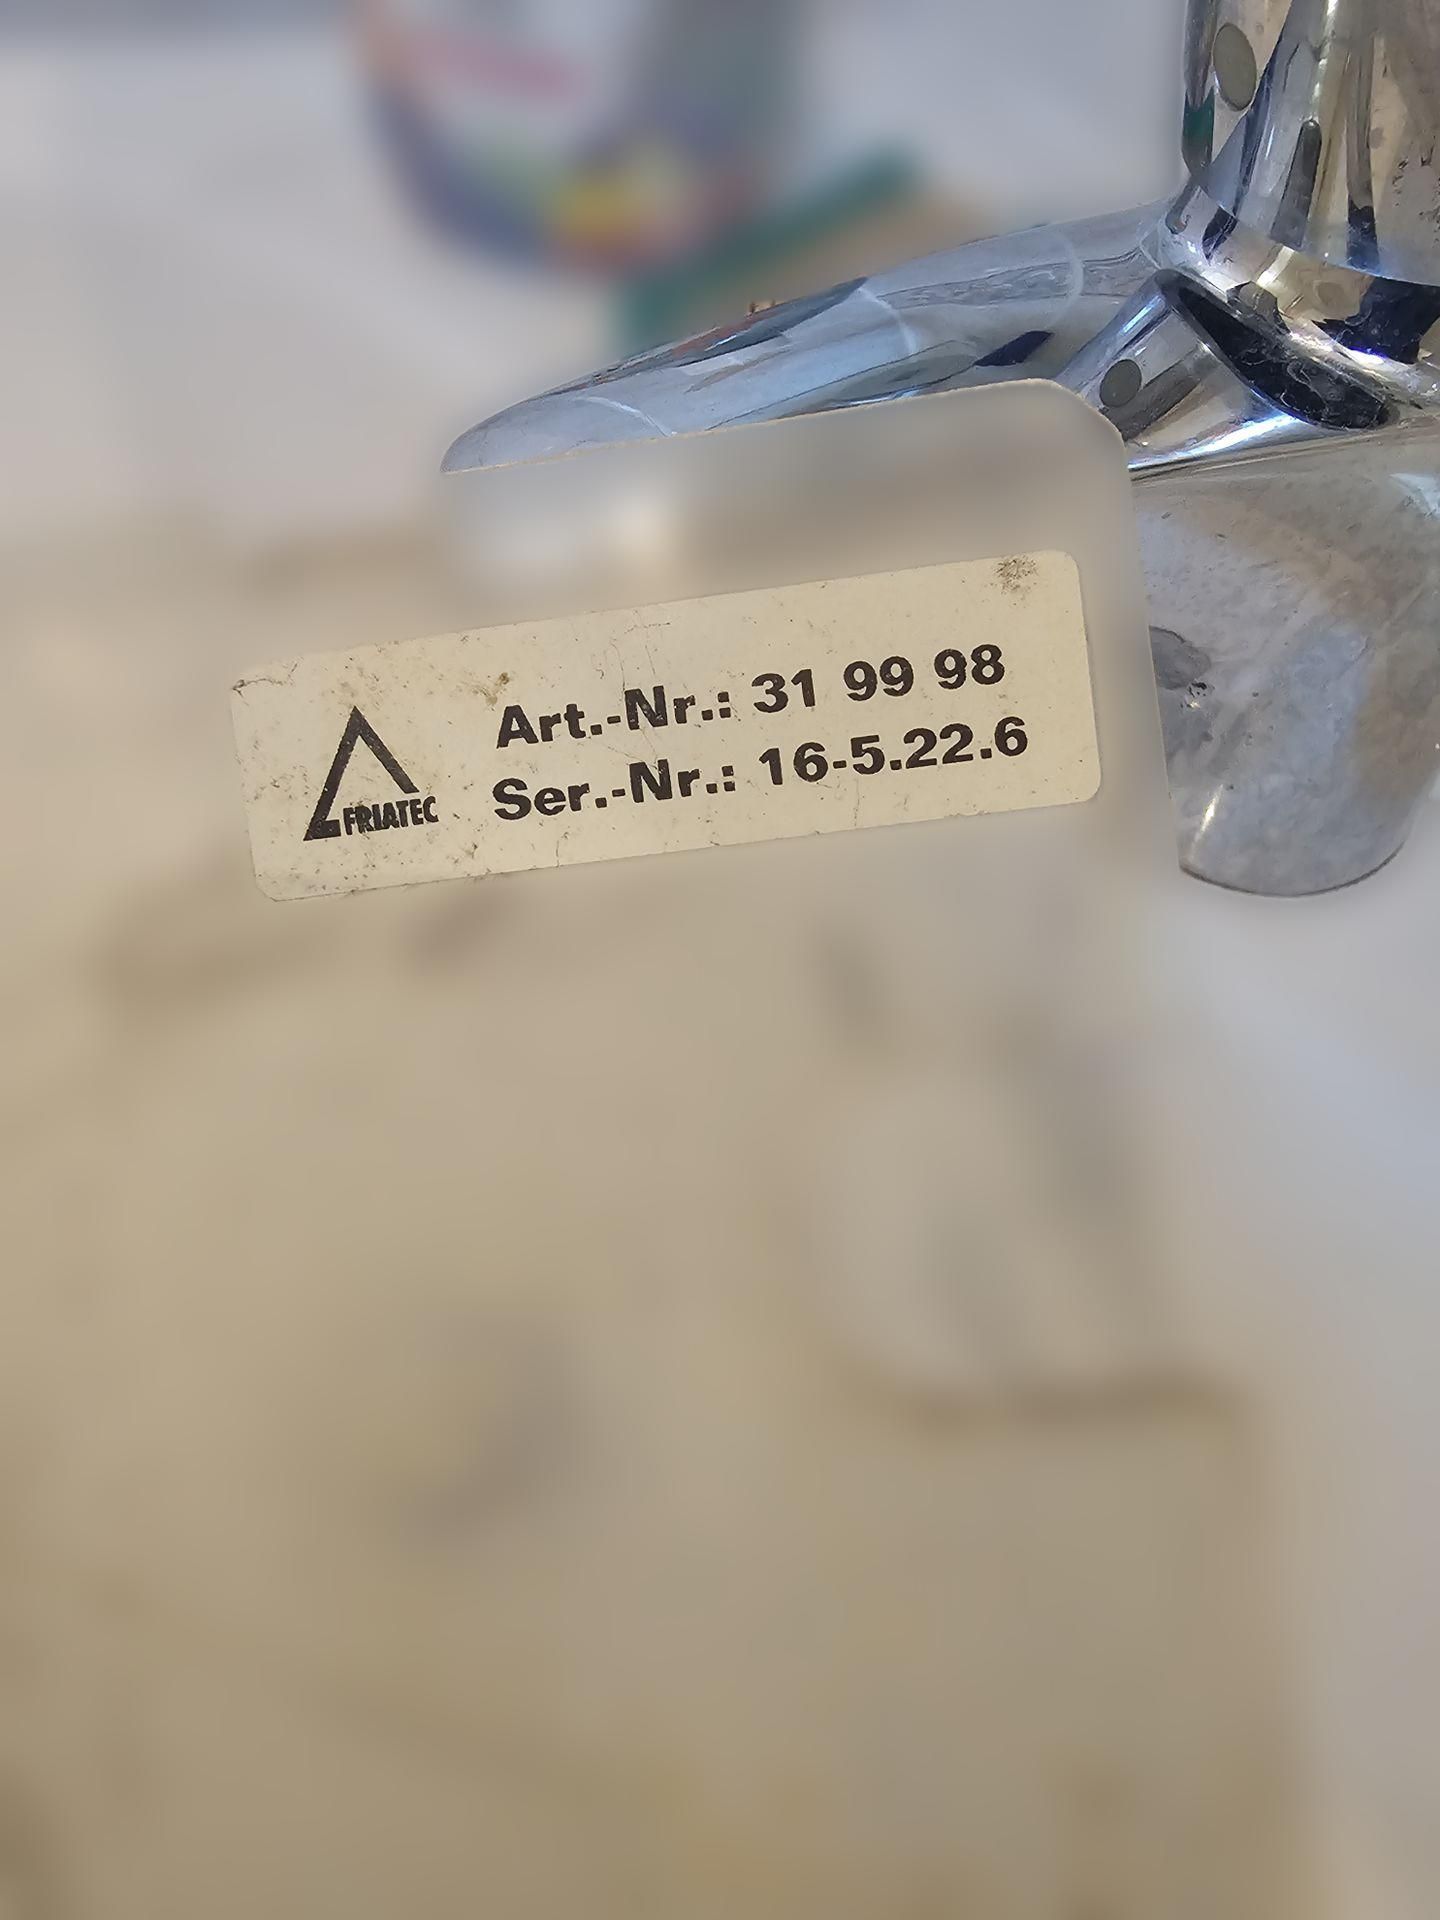 FRIATEC
Art.-Nr.: 31 99 98
Ser.-Nr.: 16-5.22.6